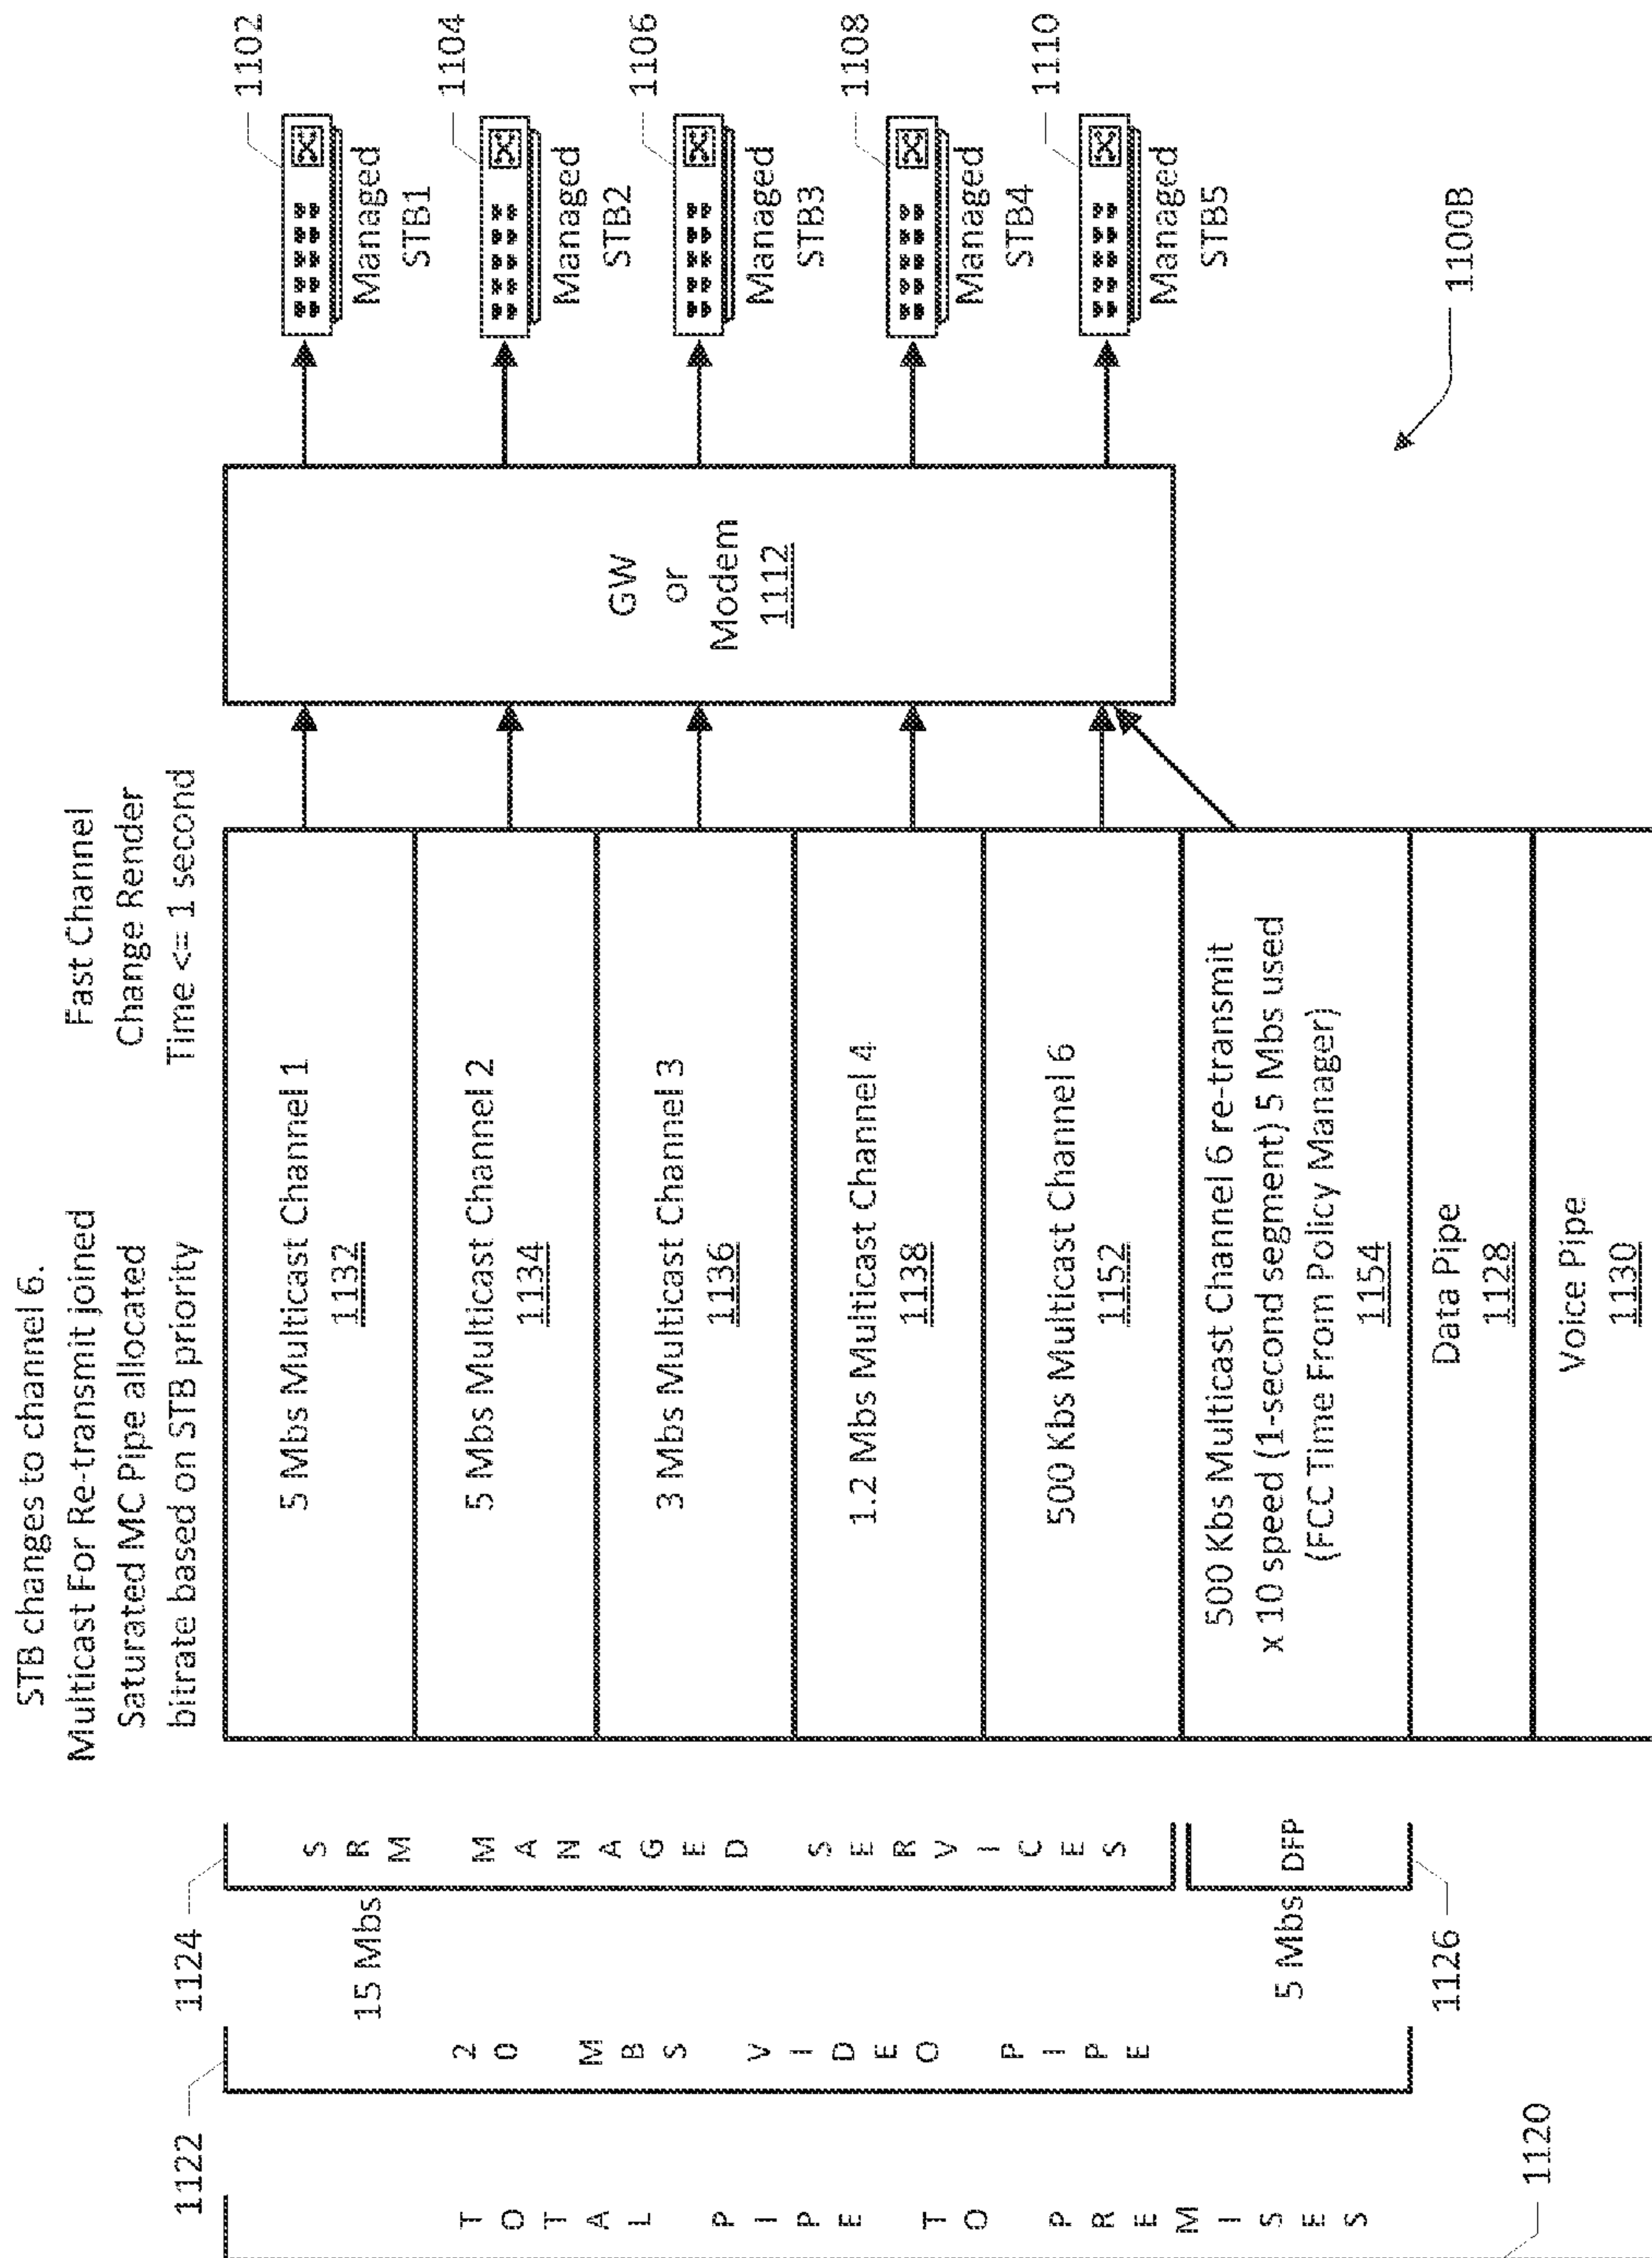 STB changes to channel 6.
Multicast For Re-transmit joined
Saturated MC Pipe allocated
bitrate based on STB priority
Fast Channel
Change Render
Time <= 1 second
1122
1124
TOTAL PIPE TO PREMISES
20 MBS VIDEO PIPE
15 Mbs
SRM MANAGED SERVICES
5 Mbs
DFP
1120
1126
5 Mbs Multicast Channel 1
1132
5 Mbs Multicast Channel 2
1134
3 Mbs Multicast Channel 3
1136
1.2 Mbs Multicast Channel 4
1138
500 Kbs Multicast Channel 6
1152
500 Kbs Multicast Channel 6 re-transmit
x 10 speed (1-second segment) 5 Mbs used
(FCC Time From Policy Manager)
1154
Data Pipe
1128
Voice Pipe
1130
GW
or
Modem
1112
1102
Managed
STB1
1104
Managed
STB2
1106
Managed
STB3
1108
Managed
STB4
1110
Managed
STB5
1100B